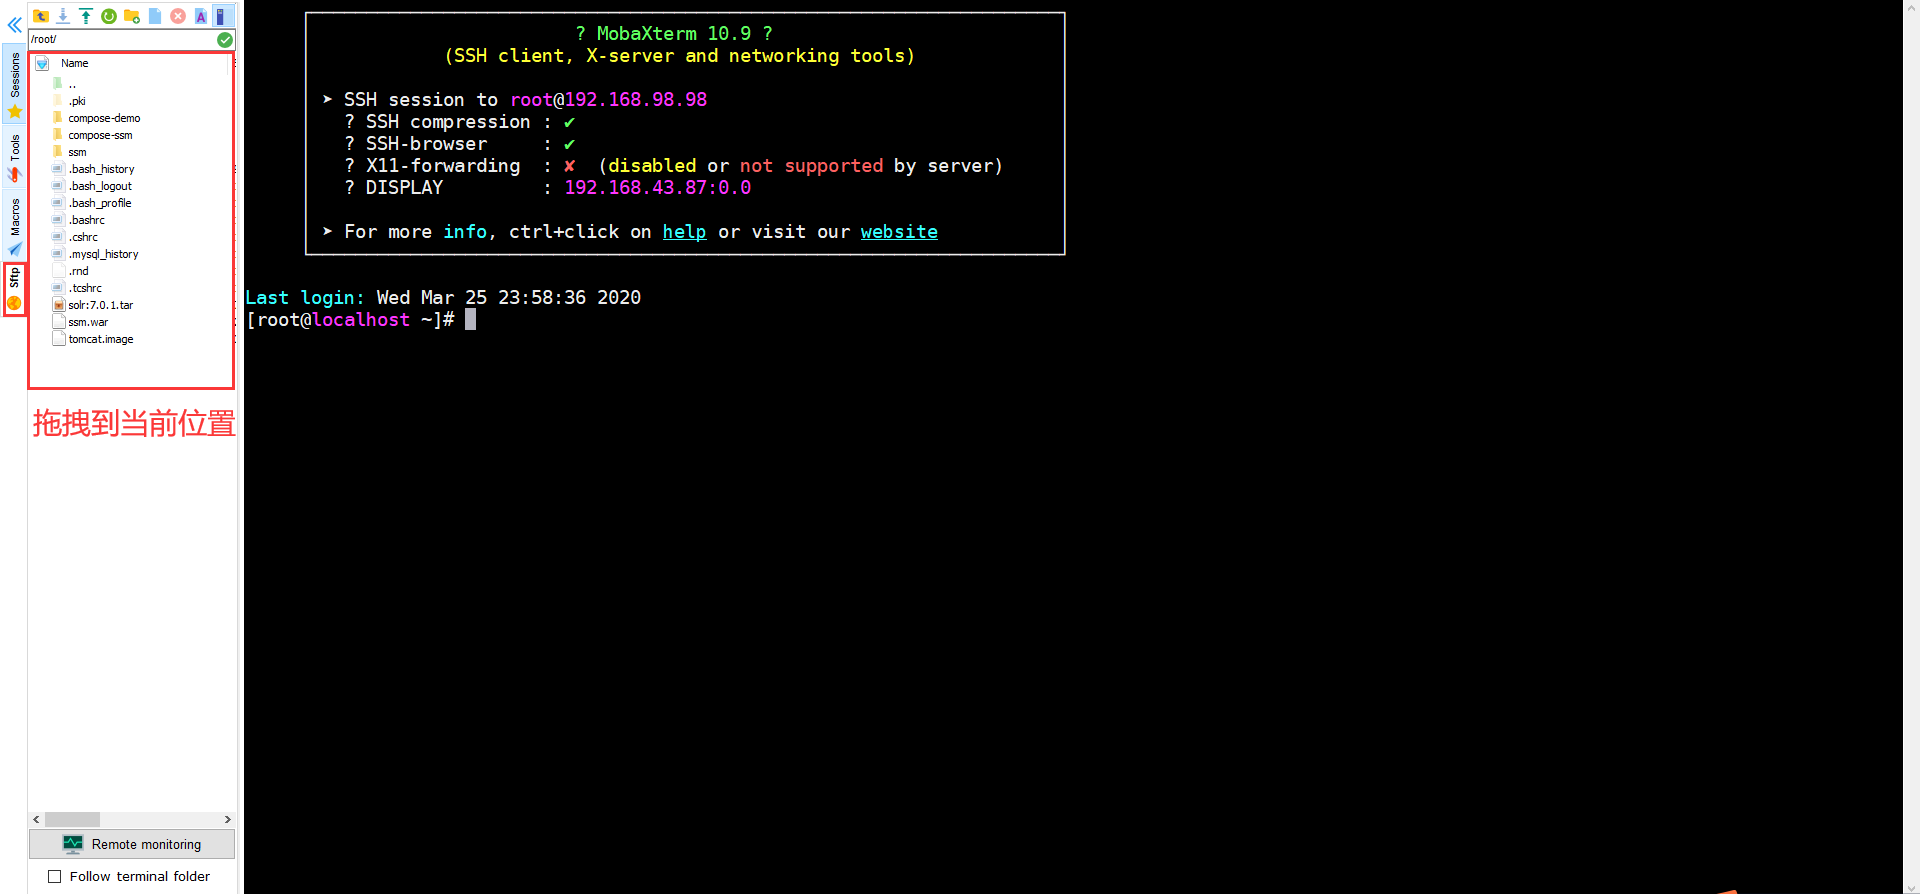 /root/
Name
..
.pki
compose-demo
compose-ssm
ssm
.bash_history
.bash_logout
.bash_profile
.bashrc
.cshrc
.mysql_history
.rnd
.tcshrc
solr:7.0.1.tar
ssm.war
tomcat.image
拖拽到当前位置
Remote monitoring
Follow terminal folder
Sessions
Tools
Macros
Sftp
? MobaXterm 10.9 ?
(SSH client, X-server and networking tools)
➤ SSH session to root@192.168.98.98
? SSH compression : ✔
? SSH-browser : ✔
? X11-forwarding : ✘ (disabled or not supported by server)
? DISPLAY : 192.168.43.87:0.0
➤ For more info, ctrl+click on help or visit our website
Last login: Wed Mar 25 23:58:36 2020
[root@localhost ~]#